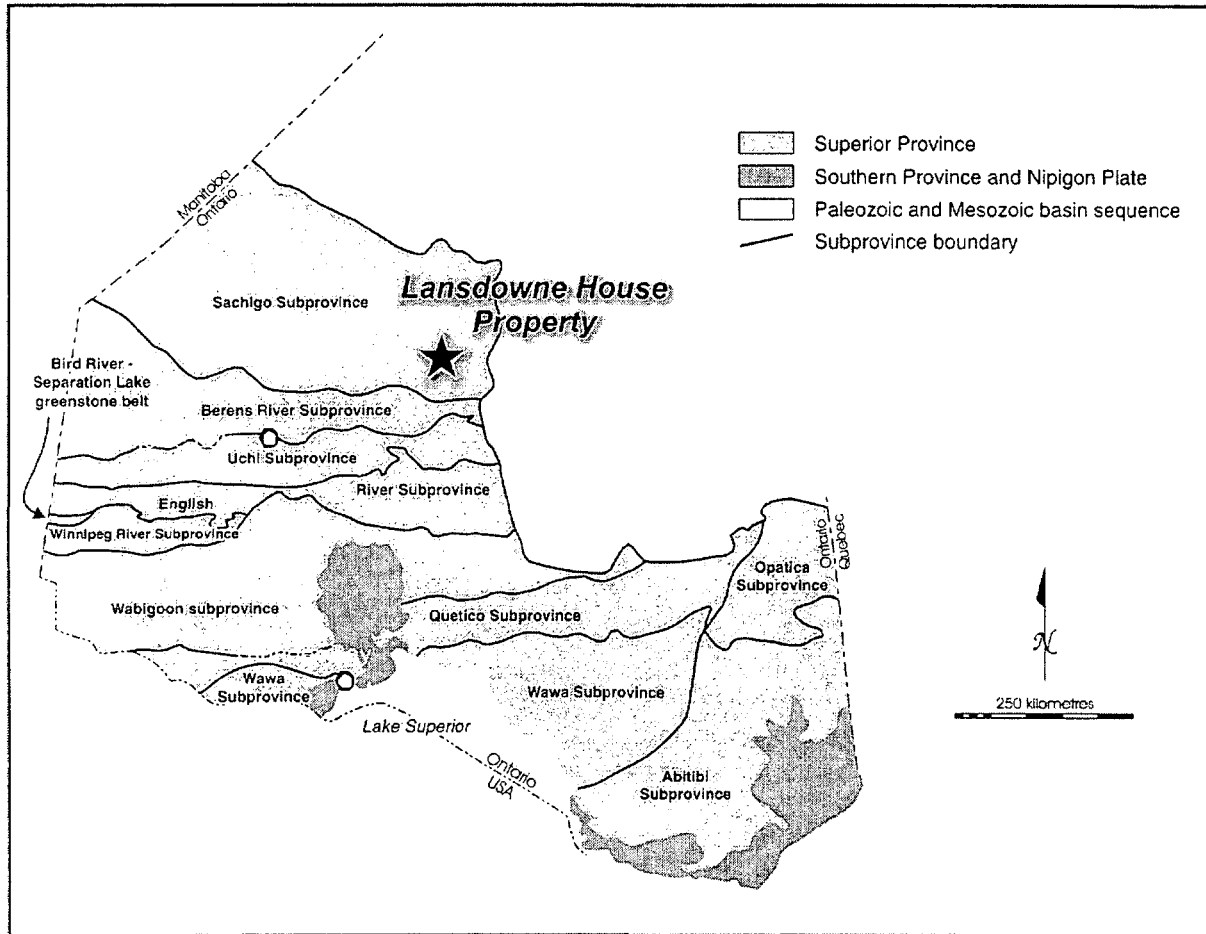 Superior Province
Southern Province and Nipigon Plate
Paleozoic and Mesozoic basin sequence
Subprovince boundary
Manitoba
Ontario
Sachigo Subprovince
Lansdowne House
Property
Bird River -
Separation Lake
greenstone belt
Berens River Subprovince
Uchi Subprovince
River Subprovince
English
Winnipeg River Subprovince
Wabigoon subprovince
Quetico Subprovince
Opatica
Subprovince
Ontario
Quebec
N
Wawa
Subprovince
Wawa Subprovince
250 kilometres
Lake Superior
Ontario
USA
Abitibi
Subprovince